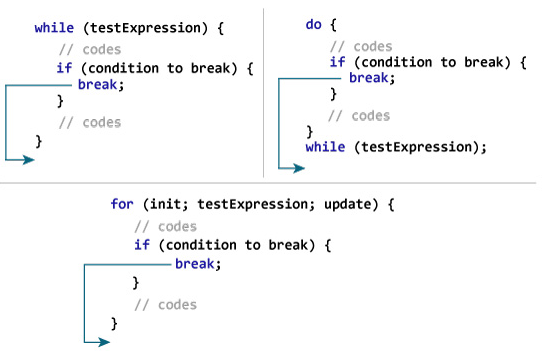 while (testExpression) {
// codes
if (condition to break) {
break;
}
// codes
}
do {
// codes
if (condition to break) {
break;
}
// codes
}
while (testExpression);
for (init; testExpression; update) {
// codes
if (condition to break) {
break;
}
// codes
}